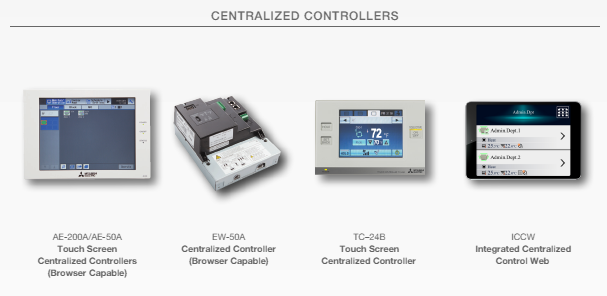 CENTRALIZED CONTROLLERS
72 °F
Admin.Dpt
Admin.Dept.1
Admin.Dept.2
AE-200A/AE-50A
Touch Screen
Centralized Controllers
(Browser Capable)
EW-50A
Centralized Controller
(Browser Capable)
TC–24B
Touch Screen
Centralized Controller
ICCW
Integrated Centralized
Control Web